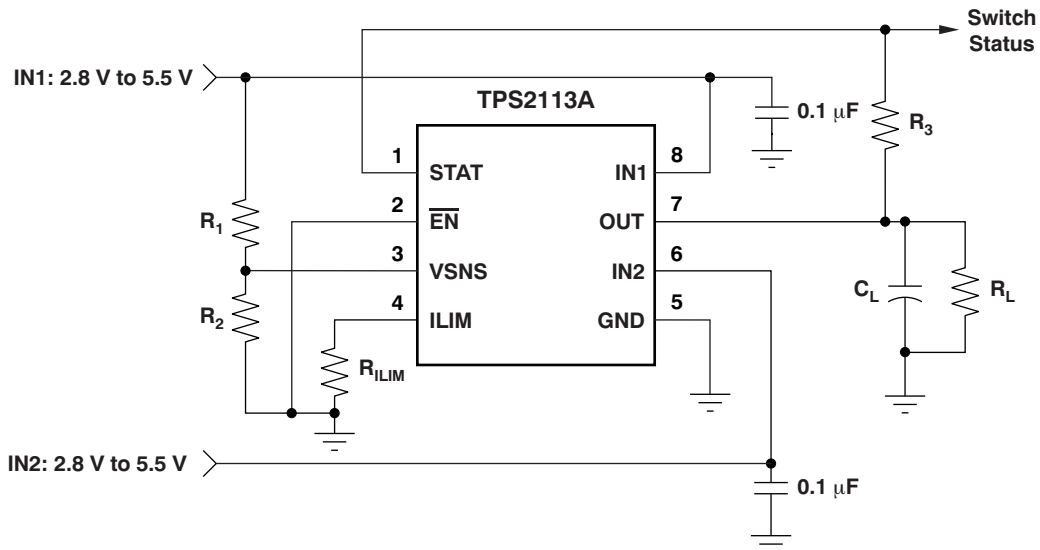 Switch
Status
IN1: 2.8 V to 5.5 V
TPS2113A
0.1 μF
R3
1
STAT
IN1
8
2
EN
OUT
7
R1
3
VSNS
IN2
6
CL
RL
R2
4
ILIM
GND
5
RILIM
IN2: 2.8 V to 5.5 V
0.1 μF